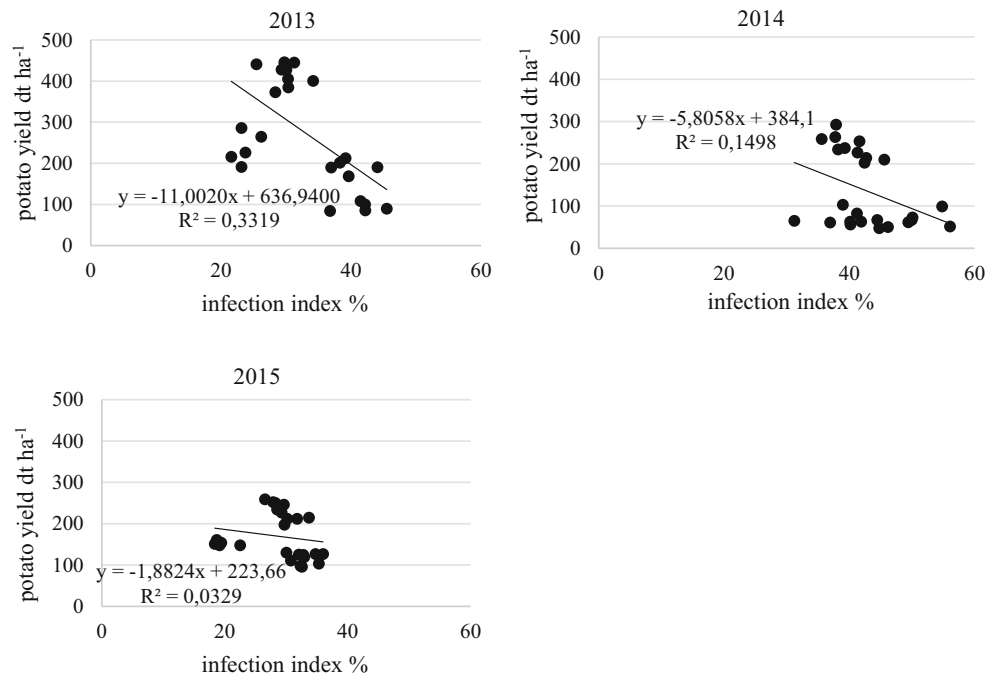 2013
500
400
300
200
100
0
potato yield dt ha⁻¹
y = -11,0020x + 636,9400
R² = 0,3319
0 20 40 60
infection index %
2014
500
400
300
200
100
0
potato yield dt ha⁻¹
y = -5,8058x + 384,1
R² = 0,1498
0 20 40 60
infection index %
2015
500
400
300
200
100
0
potato yield dt ha⁻¹
y = -1,8824x + 223,66
R² = 0,0329
0 20 40 60
infection index %